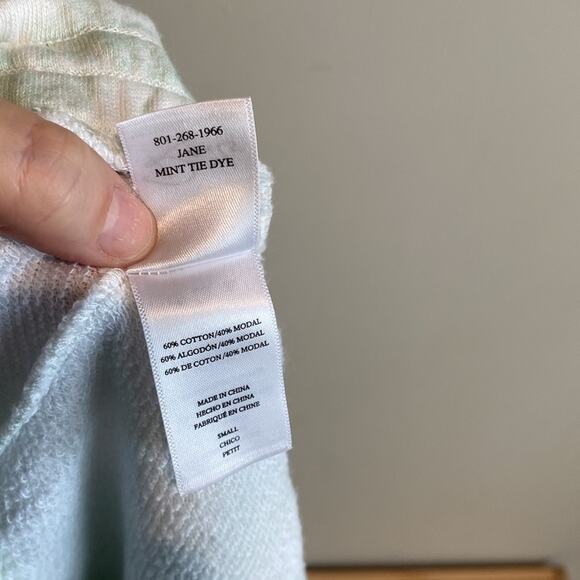 801-268-1966
JANE
MINT TIE DYE
60% COTTON/40% MODAL
60% ALGODÓN/40% MODAL
60% DE COTON/40% MODAL
MADE IN CHINA
HECHO EN CHINA
FABRIQUÉ EN CHINE
SMALL
CHICO
PETIT